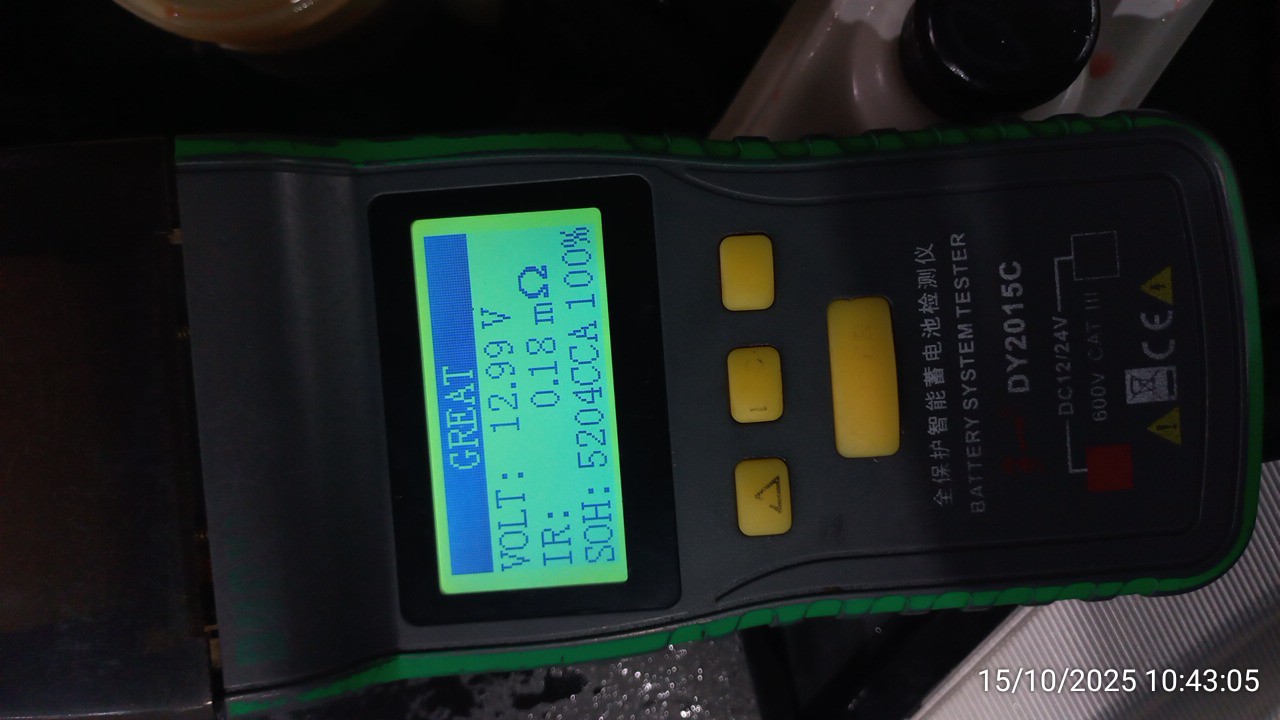 GREAT
VOLT: 12.99 V
IR: 0.18 mΩ
SOH: 5204CCA 100%
全保护智能蓄电池检测仪
BATTERY SYSTEM TESTER
DY2015C
DC12/24V
600V CAT III
CE
15/10/2025 10:43:05